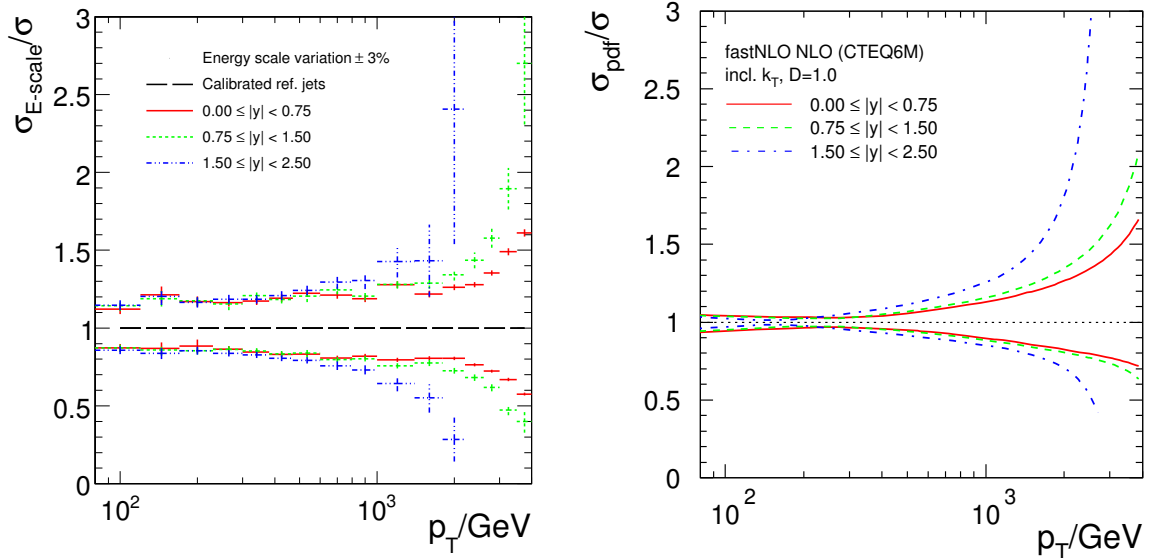 σE-scale/σ
3
2.5
2
1.5
1
0.5
0
Energy scale variation ± 3%
Calibrated ref. jets
0.00 ≤ |y| < 0.75
0.75 ≤ |y| < 1.50
1.50 ≤ |y| < 2.50
10²
10³
pT/GeV
σpdf/σ
3
2.5
2
1.5
1
0.5
0
fastNLO NLO (CTEQ6M)
incl. kT, D=1.0
0.00 ≤ |y| < 0.75
0.75 ≤ |y| < 1.50
1.50 ≤ |y| < 2.50
10²
10³
pT/GeV